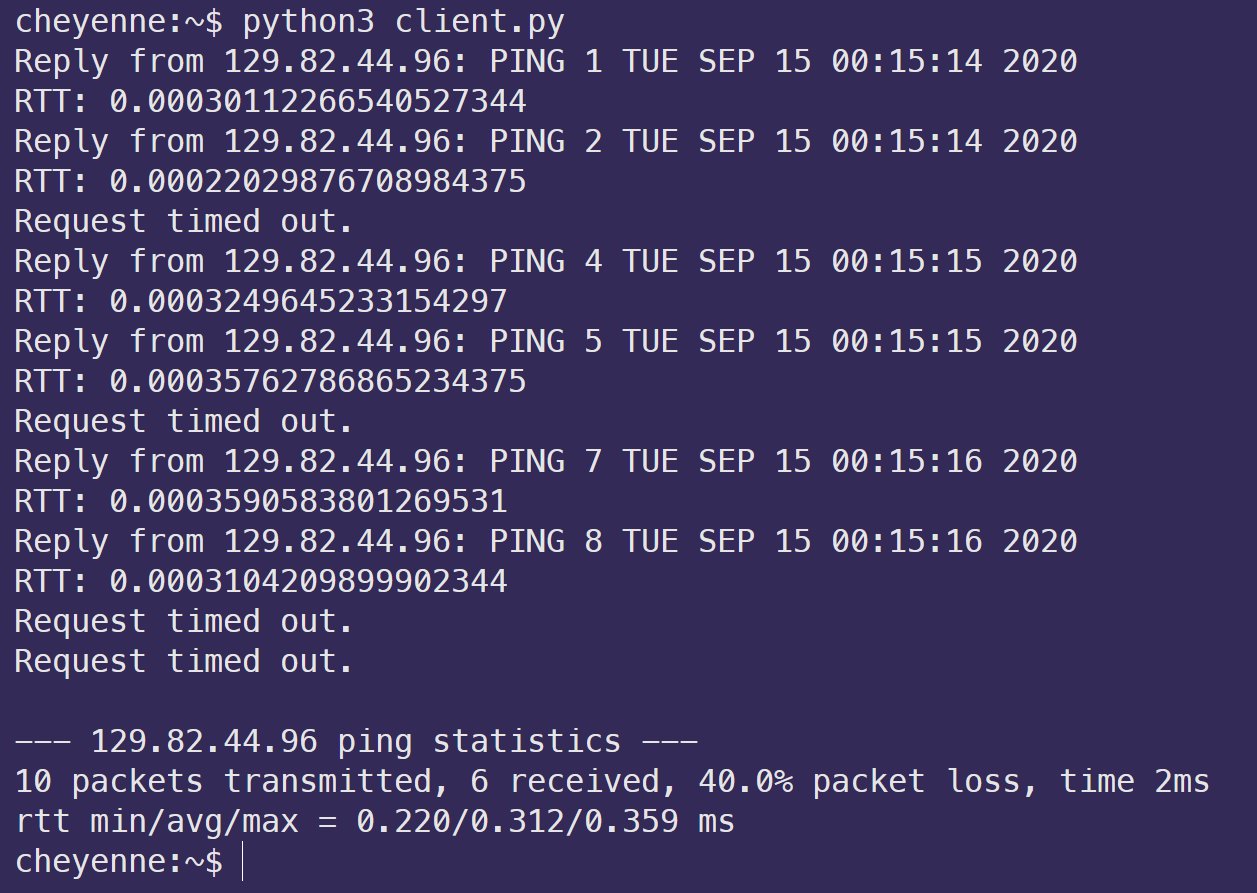 cheyenne:~$ python3 client.py
Reply from 129.82.44.96: PING 1 TUE SEP 15 00:15:14 2020
RTT: 0.00030112266540527344
Reply from 129.82.44.96: PING 2 TUE SEP 15 00:15:14 2020
RTT: 0.00022029876708984375
Request timed out.
Reply from 129.82.44.96: PING 4 TUE SEP 15 00:15:15 2020
RTT: 0.0003249645233154297
Reply from 129.82.44.96: PING 5 TUE SEP 15 00:15:15 2020
RTT: 0.00035762786865234375
Request timed out.
Reply from 129.82.44.96: PING 7 TUE SEP 15 00:15:16 2020
RTT: 0.0003590583801269531
Reply from 129.82.44.96: PING 8 TUE SEP 15 00:15:16 2020
RTT: 0.0003104209899902344
Request timed out.
Request timed out.
--- 129.82.44.96 ping statistics ---
10 packets transmitted, 6 received, 40.0% packet loss, time 2ms
rtt min/avg/max = 0.220/0.312/0.359 ms
cheyenne:~$